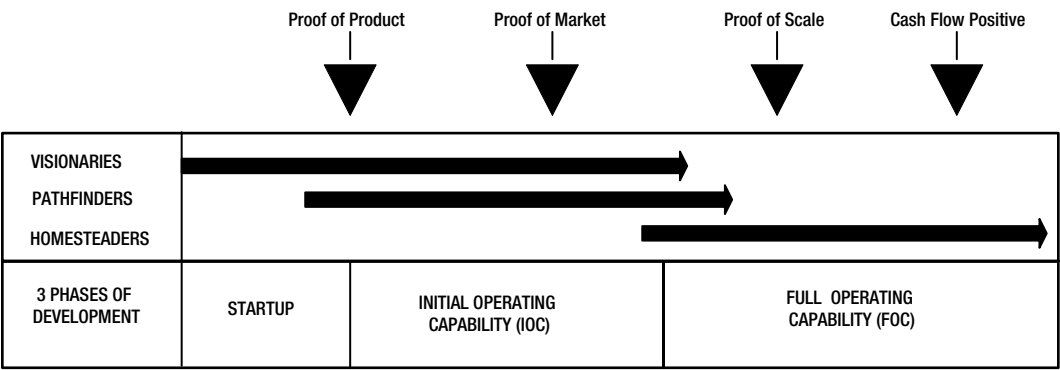 Proof of Product
Proof of Market
Proof of Scale
Cash Flow Positive
VISIONARIES
PATHFINDERS
HOMESTEADERS
3 PHASES OF
DEVELOPMENT
STARTUP
INITIAL OPERATING
CAPABILITY (IOC)
FULL OPERATING
CAPABILITY (FOC)